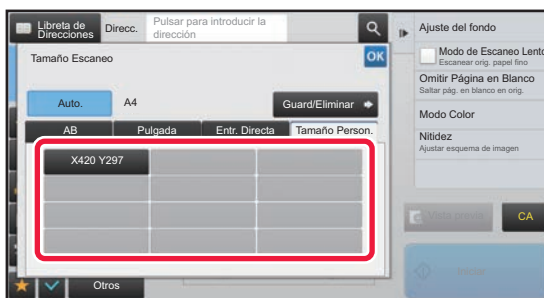 Libreta de
Direcciones
Direcc.
Pulsar para introducir la
dirección
Tamaño Escaneo
OK
Auto.
A4
Guard/Eliminar
AB
Pulgada
Entr. Directa
Tamaño Person.
X420 Y297
Otros
Ajuste del fondo
Modo de Escaneo Lento
Escanear orig. papel fino
Omitir Página en Blanco
Saltar pág. en blanco en orig.
Modo Color
Nitidez
Ajustar esquema de imagen
CA